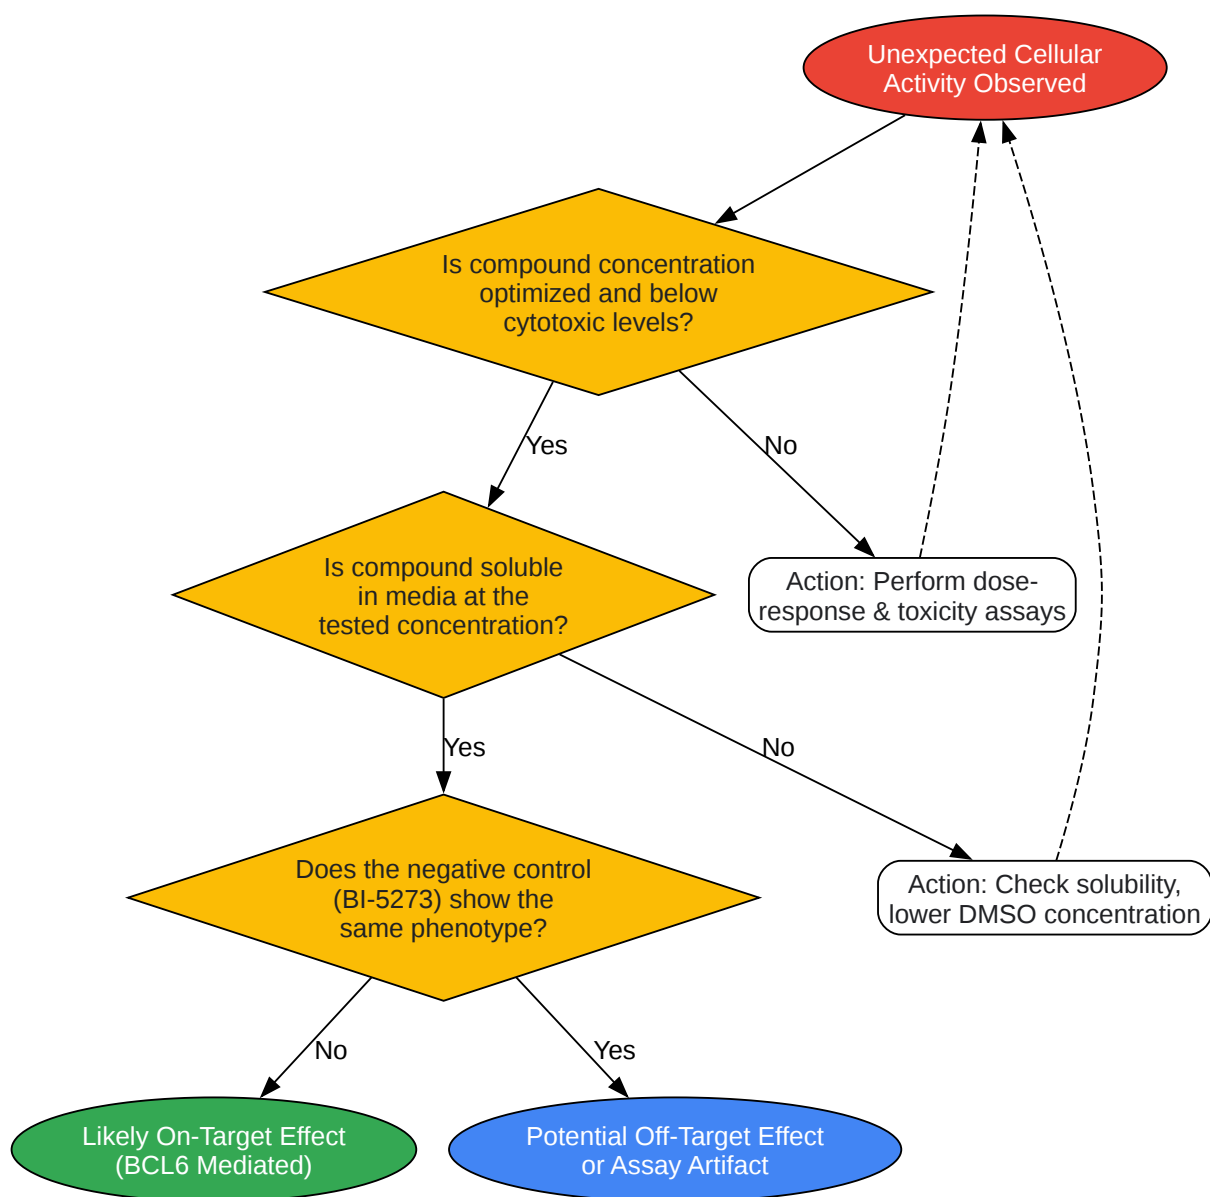 Unexpected Cellular
Activity Observed
Is compound concentration
optimized and below
cytotoxic levels?
Yes
No
Is compound soluble
in media at the
tested concentration?
Action: Perform dose-
response & toxicity assays
Yes
No
Does the negative control
(BI-5273) show the
same phenotype?
Action: Check solubility,
lower DMSO concentration
No
Yes
Likely On-Target Effect
(BCL6 Mediated)
Potential Off-Target Effect
or Assay Artifact